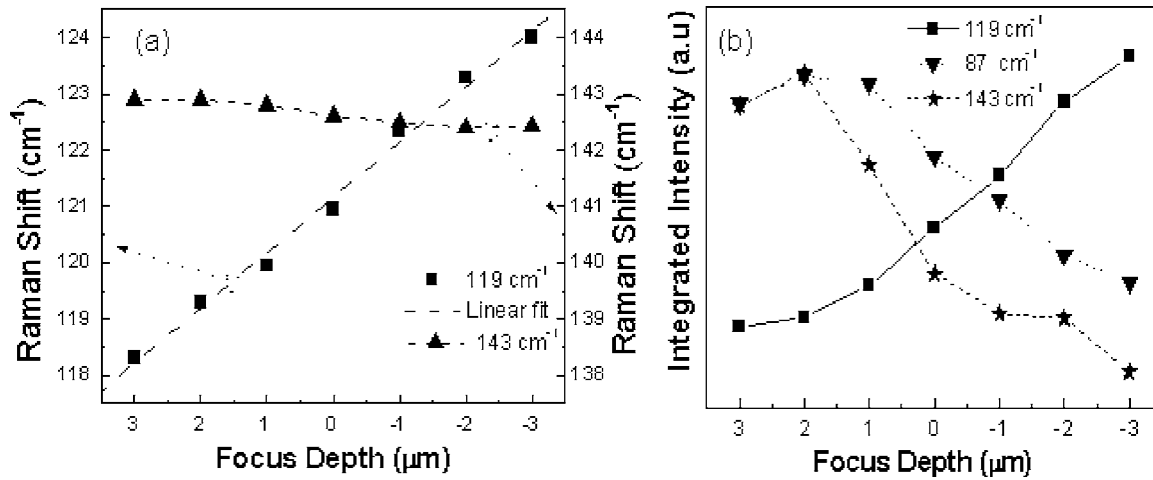 (a)
Raman Shift (cm⁻¹)
124
123
122
121
120
119
118
119 cm⁻¹
Linear fit
143 cm⁻¹
3 2 1 0 -1 -2 -3
Focus Depth (μm)
144
143
142
141
140
139
138
Raman Shift (cm⁻¹)
(b)
Integrated Intensity (a.u)
119 cm⁻¹
87 cm⁻¹
143 cm⁻¹
3 2 1 0 -1 -2 -3
Focus Depth (μm)